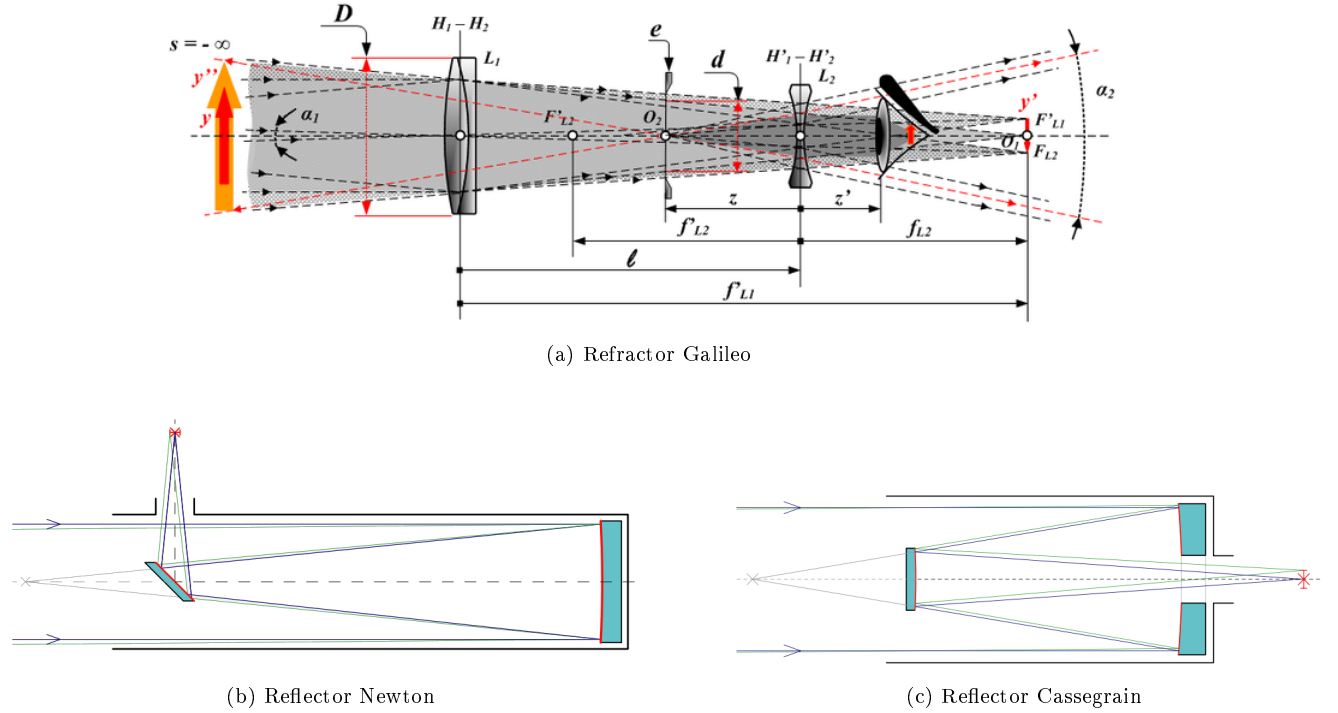 D
H₁ – H₂
e
H'₁ – H'₂
s = - ∞
L₁
d
L₂
y''
α₂
y
α₁
F'L2
O₂
y'
F'L1
O₁
FL2
z
z'
f'L2
fL2
ℓ
f'L1
(a) Refractor Galileo
(b) Reflector Newton
(c) Reflector Cassegrain